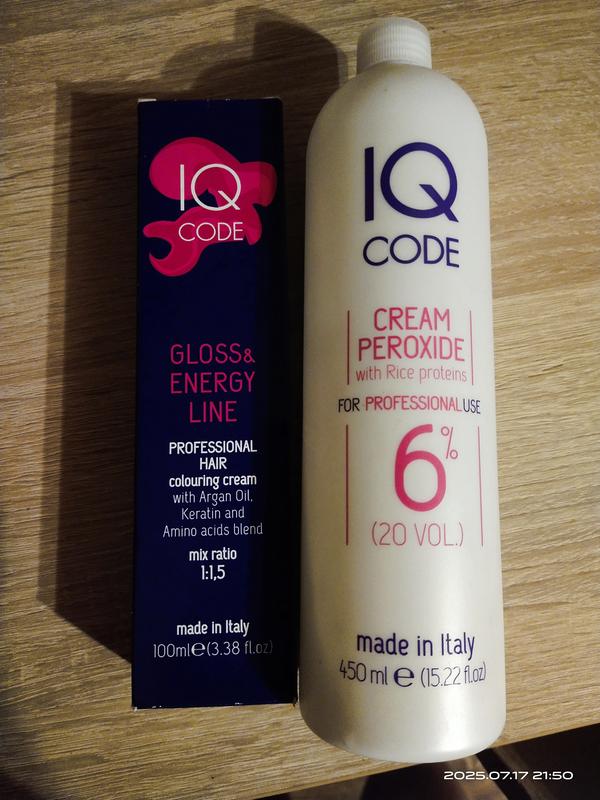 IQ
CODE
GLOSS&
ENERGY
LINE
PROFESSIONAL
HAIR
colouring cream
with Argan Oil,
Keratin and
Amino acids blend
mix ratio
1:1,5
made in Italy
100ml℮(3.38 fl.oz)
IQ
CODE
CREAM
PEROXIDE
with Rice proteins
FOR PROFESSIONAL USE
6%
(20 VOL.)
made in Italy
450 ml ℮ (15.22 fl.oz)
2025.07.17 21:50